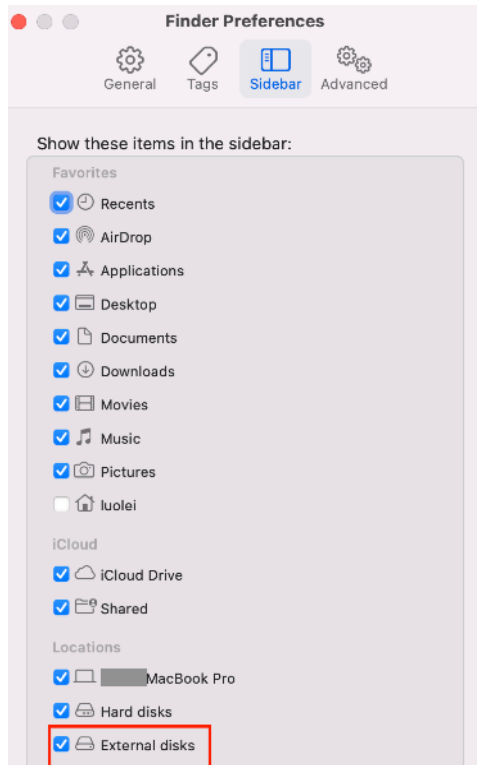 Finder Preferences
General Tags Sidebar Advanced
Show these items in the sidebar:
Favorites
Recents
AirDrop
Applications
Desktop
Documents
Downloads
Movies
Music
Pictures
luolei
iCloud
iCloud Drive
Shared
Locations
MacBook Pro
Hard disks
External disks